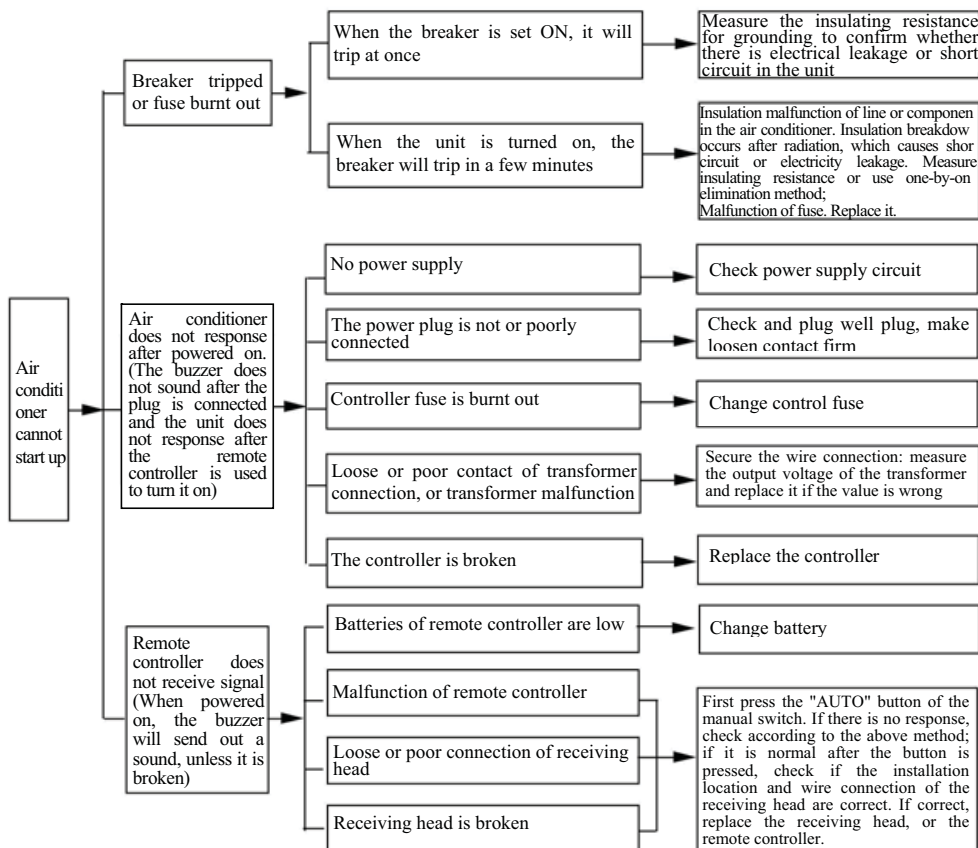 Air
conditi
oner
cannot
start up
Breaker tripped
or fuse burnt out
When the breaker is set ON, it will
trip at once
Measure the insulating resistance
for grounding to confirm whether
there is electrical leakage or short
circuit in the unit
When the unit is turned on, the
breaker will trip in a few minutes
Insulation malfunction of line or componen
in the air conditioner. Insulation breakdow
occurs after radiation, which causes shor
circuit or electricity leakage. Measure
insulating resistance or use one-by-on
elimination method;
Malfunction of fuse. Replace it.
Air conditioner
does not response
after powered on.
(The buzzer does
not sound after the
plug is connected
and the unit does
not response after
the remote
controller is used
to turn it on)
No power supply
Check power supply circuit
The power plug is not or poorly
connected
Check and plug well plug, make
loosen contact firm
Controller fuse is burnt out
Change control fuse
Loose or poor contact of transformer
connection, or transformer malfunction
Secure the wire connection: measure
the output voltage of the transformer
and replace it if the value is wrong
The controller is broken
Replace the controller
Remote
controller does
not receive signal
(When powered
on, the buzzer
will send out a
sound, unless it is
broken)
Batteries of remote controller are low
Change battery
Malfunction of remote controller
Loose or poor connection of receiving
head
Receiving head is broken
First press the "AUTO" button of the
manual switch. If there is no response,
check according to the above method;
if it is normal after the button is
pressed, check if the installation
location and wire connection of the
receiving head are correct. If correct,
replace the receiving head, or the
remote controller.